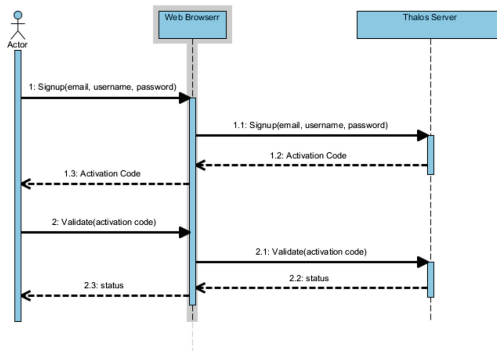 Web Browserr
Thalos Server
Actor
1: Signup(email, username, password)
1.1: Signup(email, username, password)
1.2: Activation Code
1.3: Activation Code
2: Validate(activation code)
2.1: Validate(activation code)
2.2: status
2.3: status